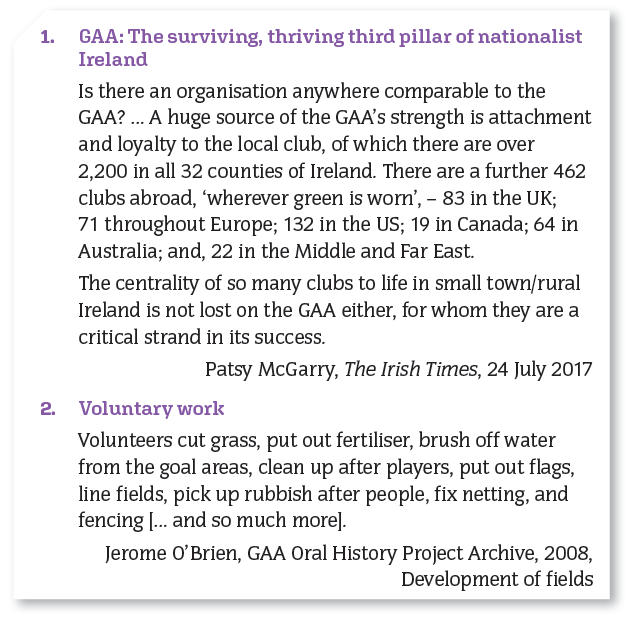 1. GAA: The surviving, thriving third pillar of nationalist
Ireland
Is there an organisation anywhere comparable to the
GAA? ... A huge source of the GAA’s strength is attachment
and loyalty to the local club, of which there are over
2,200 in all 32 counties of Ireland. There are a further 462
clubs abroad, ‘wherever green is worn’, – 83 in the UK;
71 throughout Europe; 132 in the US; 19 in Canada; 64 in
Australia; and, 22 in the Middle and Far East.
The centrality of so many clubs to life in small town/rural
Ireland is not lost on the GAA either, for whom they are a
critical strand in its success.
Patsy McGarry, The Irish Times, 24 July 2017
2. Voluntary work
Volunteers cut grass, put out fertiliser, brush off water
from the goal areas, clean up after players, put out flags,
line fields, pick up rubbish after people, fix netting, and
fencing [... and so much more].
Jerome O’Brien, GAA Oral History Project Archive, 2008,
Development of fields